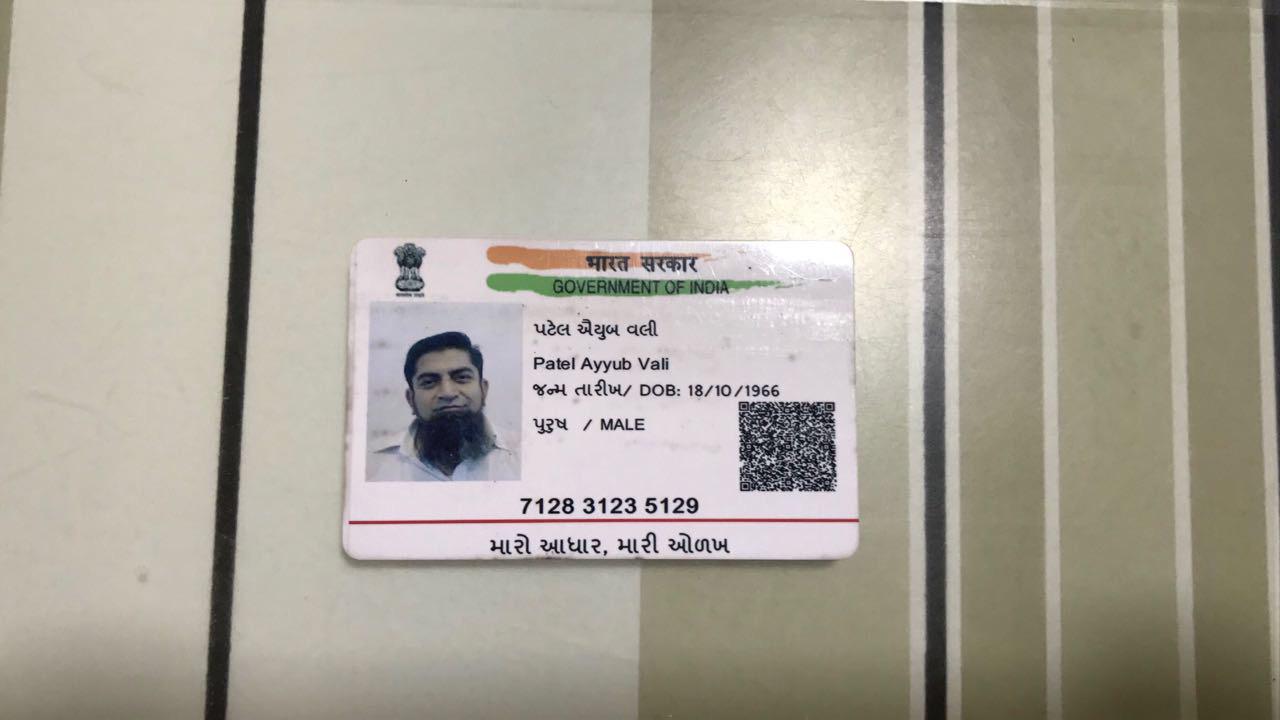 भारत सरकार
GOVERNMENT OF INDIA
પટેલ ઐયુબ વલી
Patel Ayyub Vali
જન્મ તારીખ/ DOB: 18/10/1966
પુરુષ / MALE
7128 3123 5129
મારો આધાર, મારી ઓળખ